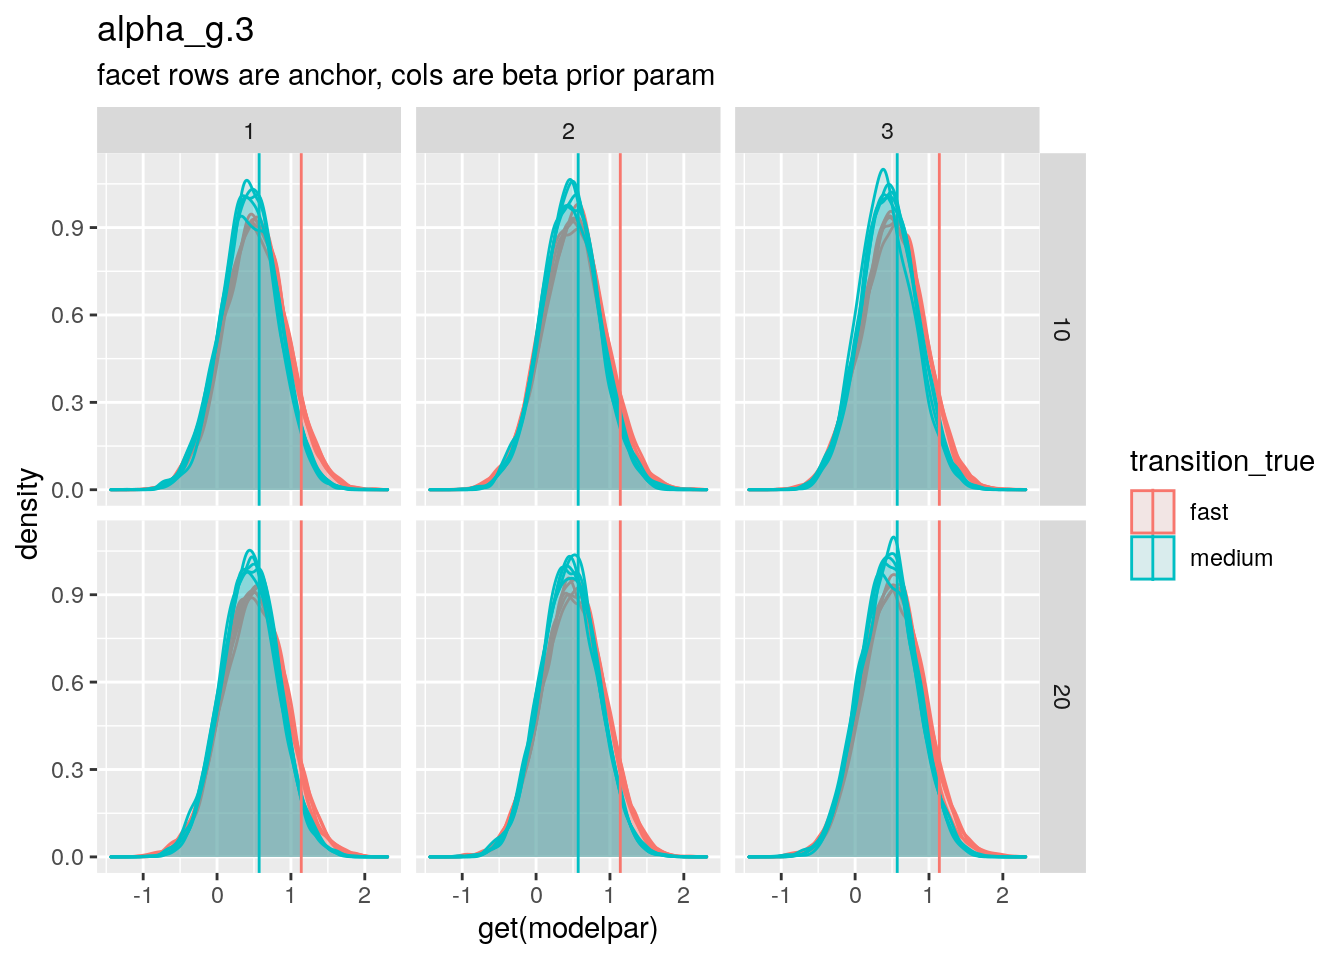 alpha_g.3
facet rows are anchor, cols are beta prior param
1 2 3
0.9
0.6
0.3
0.0
10
0.9
0.6
0.3
0.0
20
-1 0 1 2 -1 0 1 2 -1 0 1 2
get(modelpar)
density
transition_true
fast
medium